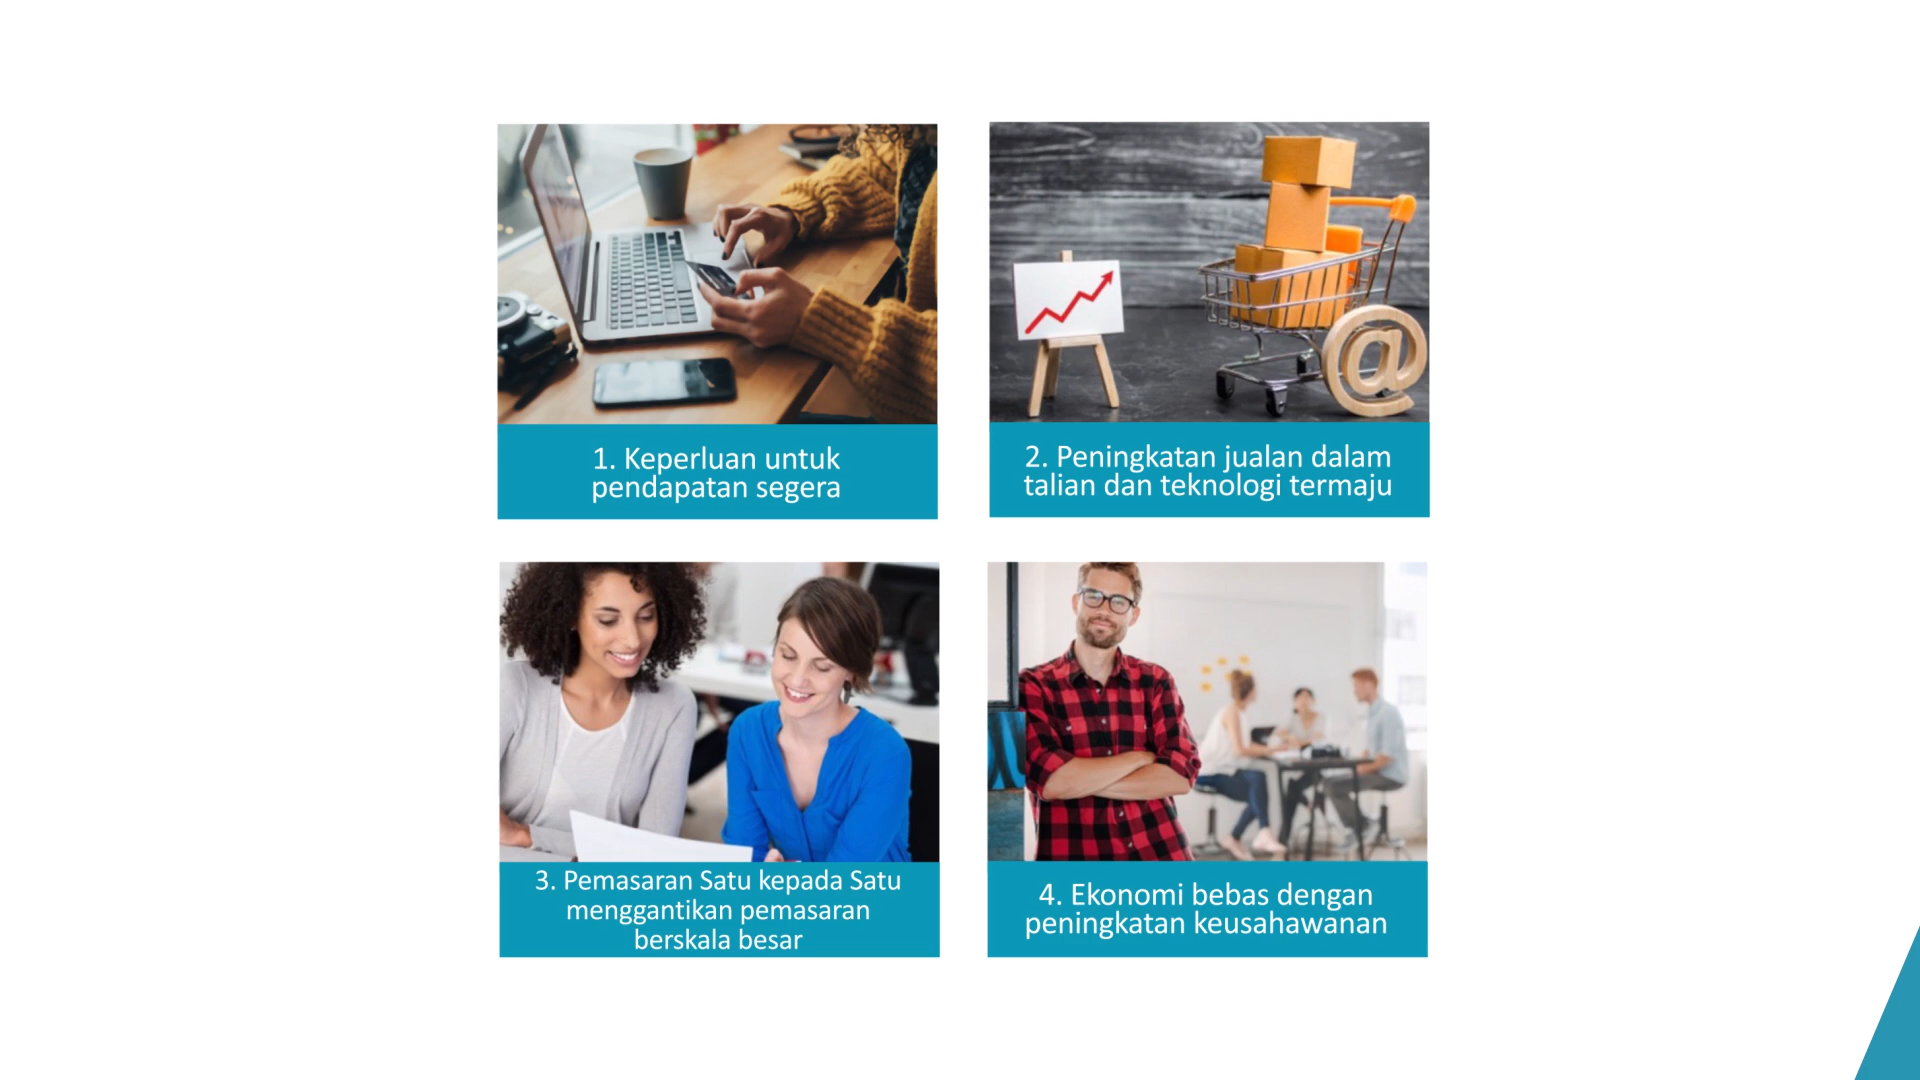 1. Keperluan untuk
pendapatan segera
2. Peningkatan jualan dalam
talian dan teknologi termaju
3. Pemasaran Satu kepada Satu
menggantikan pemasaran
berskala besar
4. Ekonomi bebas dengan
peningkatan keusahawanan